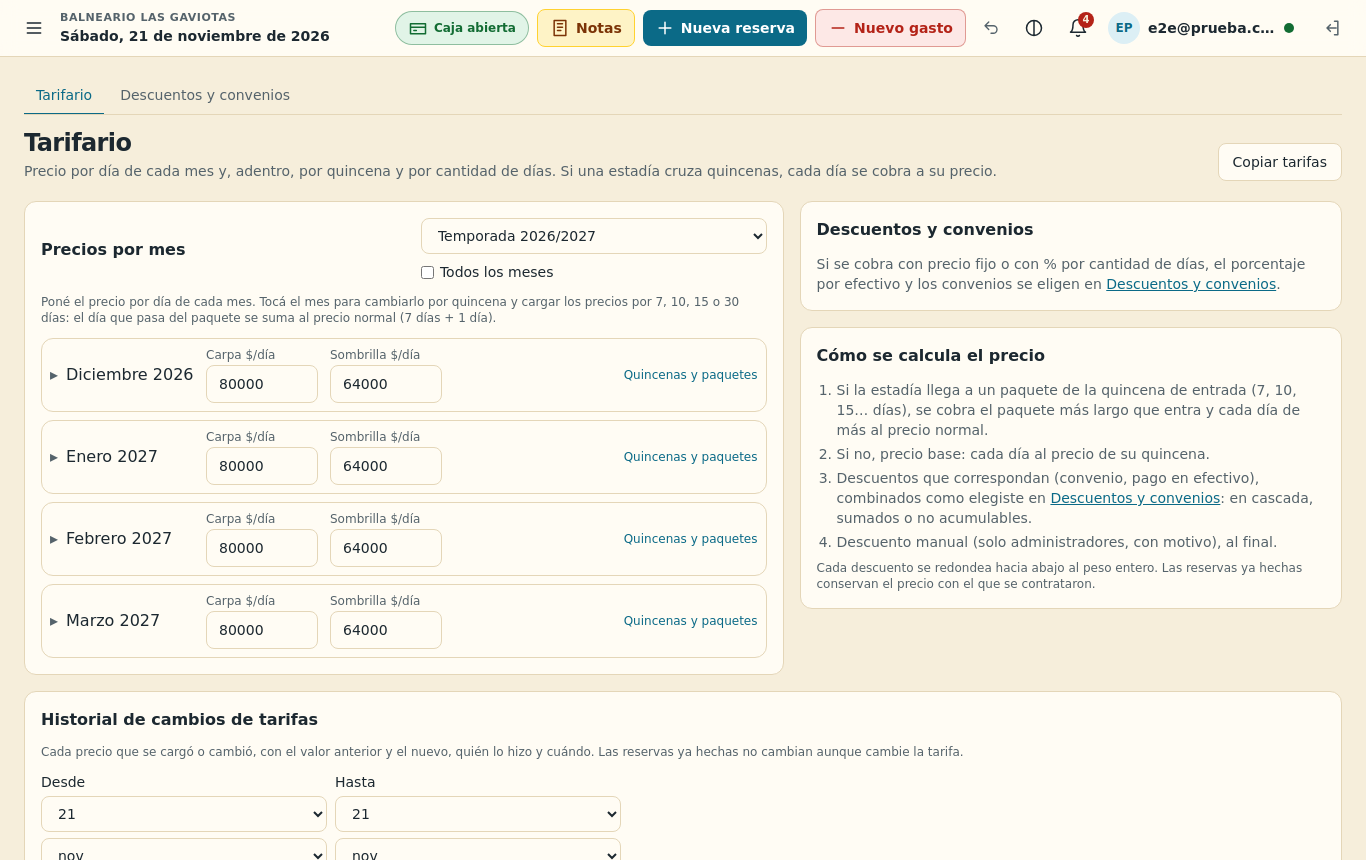 BALNEARIO LAS GAVIOTAS
Sábado, 21 de noviembre de 2026
Caja abierta
Notas
Nueva reserva
Nuevo gasto
4
EP
e2e@prueba.c...
Tarifario
Descuentos y convenios
Tarifario
Precio por día de cada mes y, adentro, por quincena y por cantidad de días. Si una estadía cruza quincenas, cada día se cobra a su precio.
Copiar tarifas
Precios por mes
Temporada 2026/2027
Todos los meses
Poné el precio por día de cada mes. Tocá el mes para cambiarlo por quincena y cargar los precios por 7, 10, 15 o 30
días: el día que pasa del paquete se suma al precio normal (7 días + 1 día).
Diciembre 2026
Carpa $/día
80000
Sombrilla $/día
64000
Quincenas y paquetes
Enero 2027
Carpa $/día
80000
Sombrilla $/día
64000
Quincenas y paquetes
Febrero 2027
Carpa $/día
80000
Sombrilla $/día
64000
Quincenas y paquetes
Marzo 2027
Carpa $/día
80000
Sombrilla $/día
64000
Quincenas y paquetes
Descuentos y convenios
Si se cobra con precio fijo o con % por cantidad de días, el porcentaje
por efectivo y los convenios se eligen en Descuentos y convenios.
Cómo se calcula el precio
1. Si la estadía llega a un paquete de la quincena de entrada (7, 10,
15... días), se cobra el paquete más largo que entra y cada día de
más al precio normal.
2. Si no, precio base: cada día al precio de su quincena.
3. Descuentos que correspondan (convenio, pago en efectivo),
combinados como elegiste en Descuentos y convenios: en cascada,
sumados o no acumulables.
4. Descuento manual (solo administradores, con motivo), al final.
Cada descuento se redondea hacia abajo al peso entero. Las reservas ya hechas
conservan el precio con el que se contrataron.
Historial de cambios de tarifas
Cada precio que se cargó o cambió, con el valor anterior y el nuevo, quién lo hizo y cuándo. Las reservas ya hechas no cambian aunque cambie la tarifa.
Desde
Hasta
21
21
nov
nov